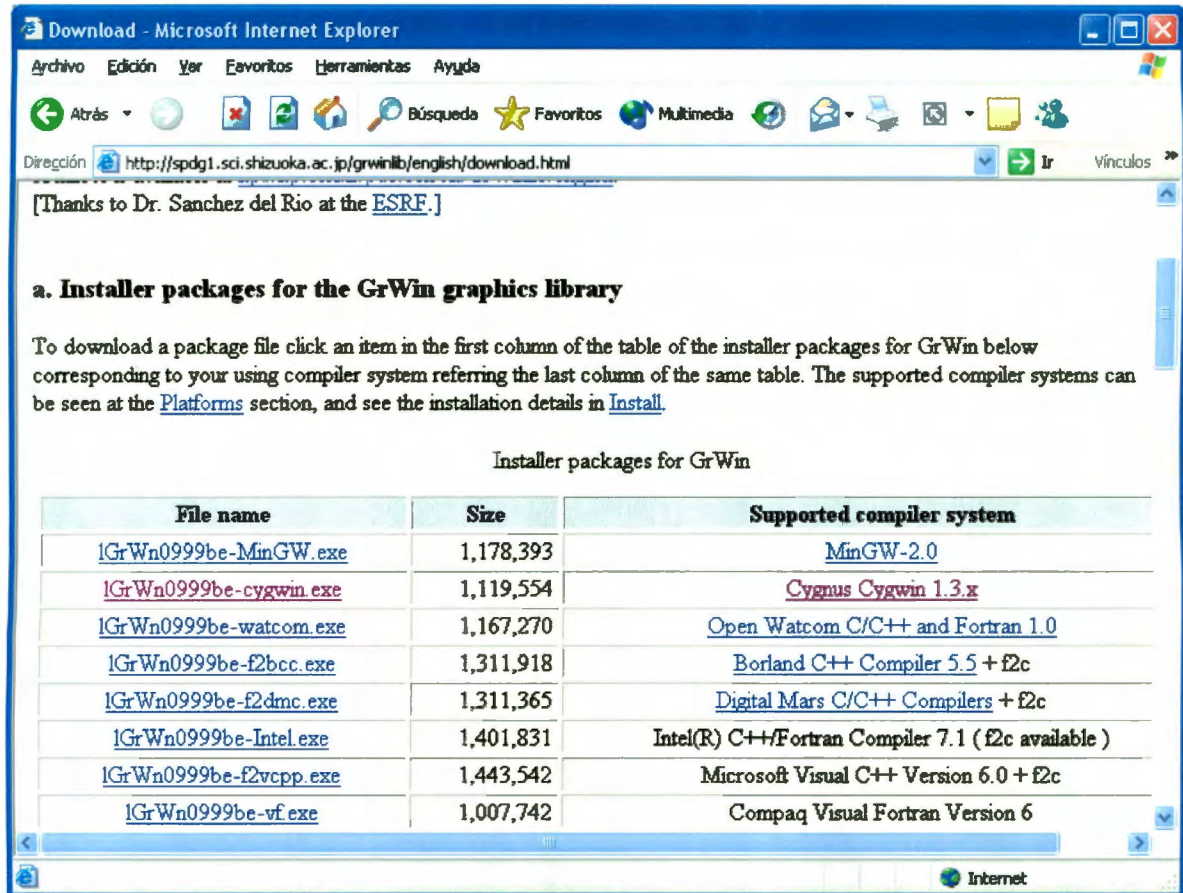 Download - Microsoft Internet Explorer
Archivo Edición Ver Favoritos Herramientas Ayuda
Atrás Búsqueda Favoritos Multimedia
Dirección http://spdg1.sci.shizuoka.ac.jp/grwinlib/english/download.html Ir Vínculos »
[Thanks to Dr. Sanchez del Rio at the ESRF.]
a. Installer packages for the GrWin graphics library
To download a package file click an item in the first column of the table of the installer packages for GrWin below
corresponding to your using compiler system referring the last column of the same table. The supported compiler systems can
be seen at the Platforms section, and see the installation details in Install.
Installer packages for GrWin
File name Size Supported compiler system
lGrWn0999be-MinGW.exe 1,178,393 MinGW-2.0
lGrWn0999be-cygwin.exe 1,119,554 Cygnus Cygwin 1.3.x
lGrWn0999be-watcom.exe 1,167,270 Open Watcom C/C++ and Fortran 1.0
lGrWn0999be-f2bcc.exe 1,311,918 Borland C++ Compiler 5.5 + f2c
lGrWn0999be-f2dmc.exe 1,311,365 Digital Mars C/C++ Compilers + f2c
lGrWn0999be-Intel.exe 1,401,831 Intel(R) C++/Fortran Compiler 7.1 ( f2c available )
lGrWn0999be-f2vcpp.exe 1,443,542 Microsoft Visual C++ Version 6.0 + f2c
lGrWn0999be-vf.exe 1,007,742 Compaq Visual Fortran Version 6
Internet